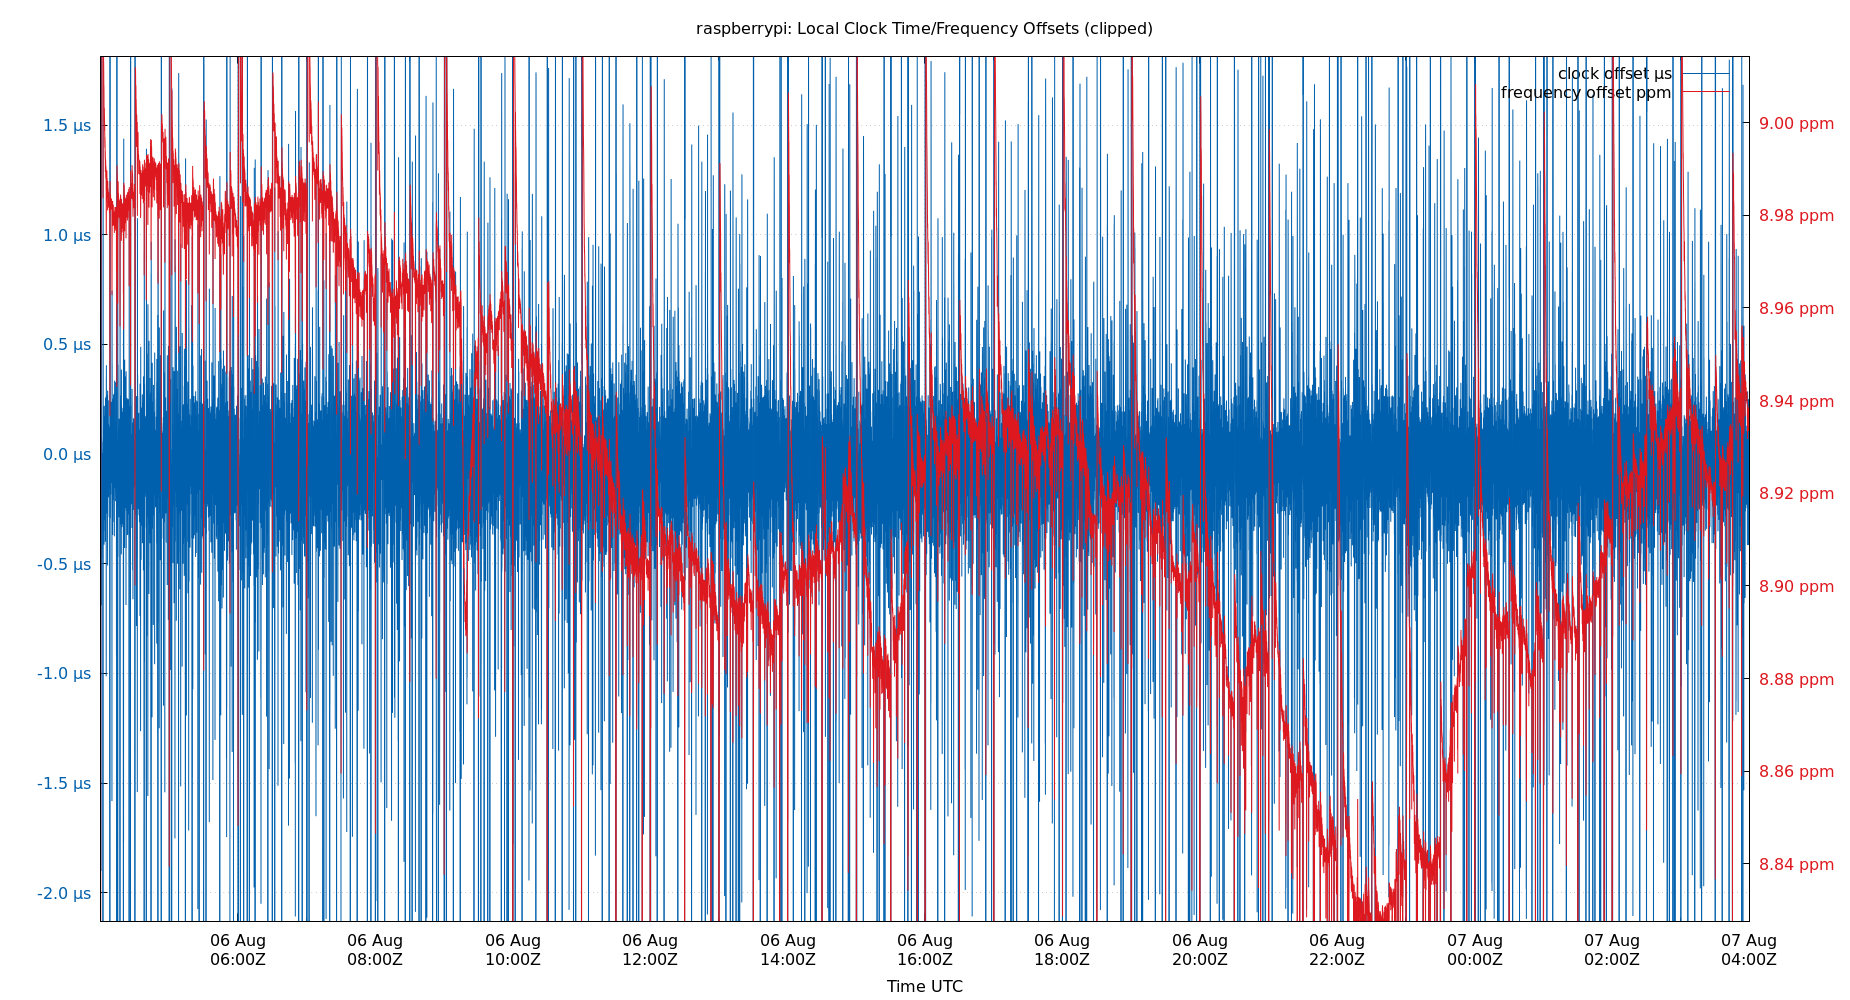 raspberrypi: Local Clock Time/Frequency Offsets (clipped)
clock offset µs
frequency offset ppm
1.5 µs
1.0 µs
0.5 µs
0.0 µs
-0.5 µs
-1.0 µs
-1.5 µs
-2.0 µs
9.00 ppm
8.98 ppm
8.96 ppm
8.94 ppm
8.92 ppm
8.90 ppm
8.88 ppm
8.86 ppm
8.84 ppm
06 Aug 06 Aug 06 Aug 06 Aug 06 Aug 06 Aug 06 Aug 06 Aug 06 Aug 07 Aug 07 Aug 07 Aug
06:00Z 08:00Z 10:00Z 12:00Z 14:00Z 16:00Z 18:00Z 20:00Z 22:00Z 00:00Z 02:00Z 04:00Z
Time UTC